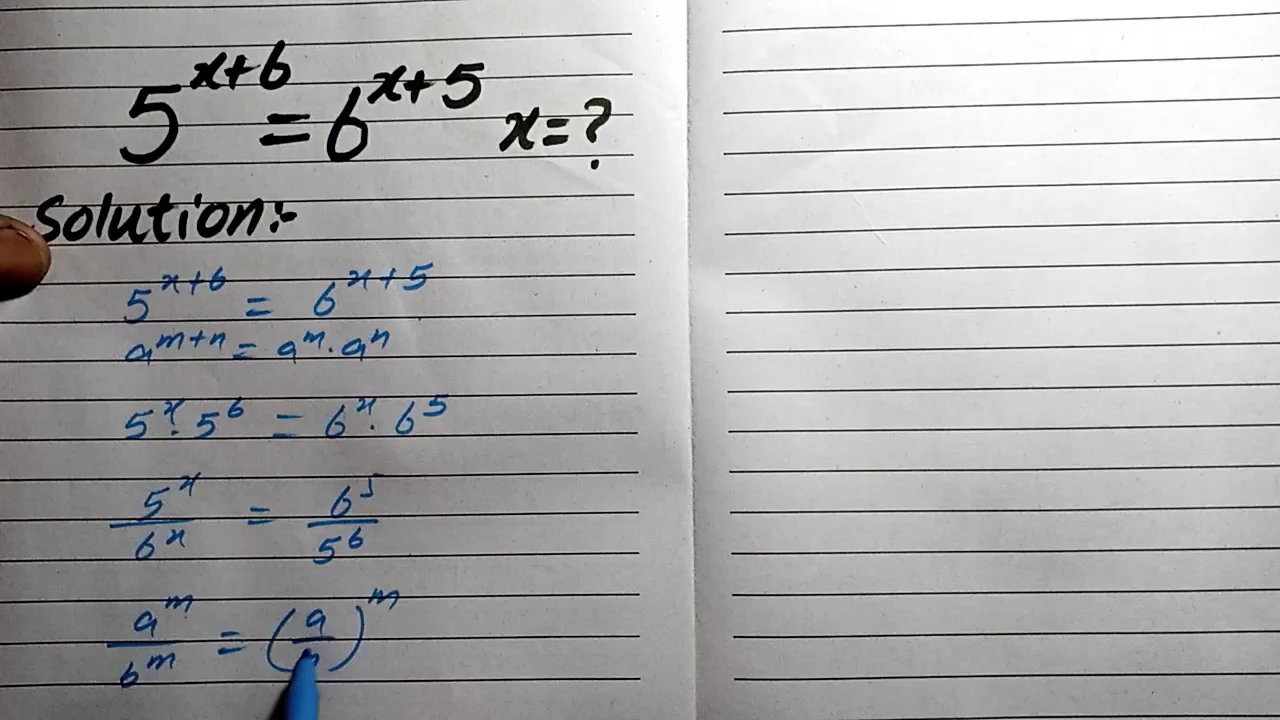 5^{x+6} = 6^{x+5} x=?
Solution:-
5^{x+6} = 6^{x+5}
a^{m+n} = a^m . a^n
5^x . 5^6 = 6^x . 6^5
5^x/6^x = 6^5/5^6
a^m/b^m = (a/)^m